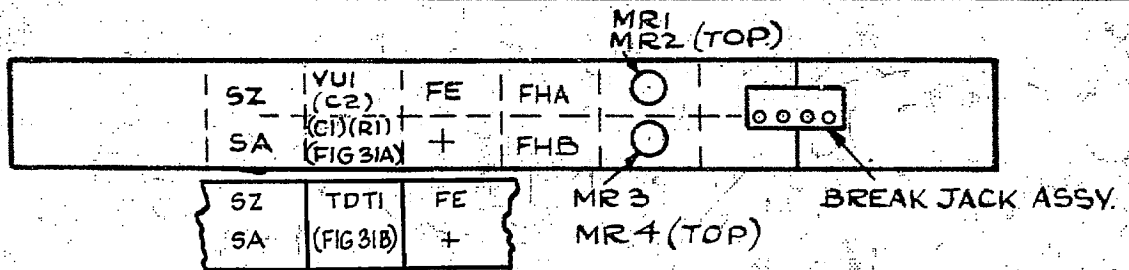 MR1
MR2 (TOP)
SZ
VU1
(C2)
FE
FHA
SA
(C1)(R1)
(FIG 31A)
+
FHB
MR3
MR4 (TOP)
BREAK JACK ASSY.
SZ
TDT1
FE
SA
(FIG 31B)
+